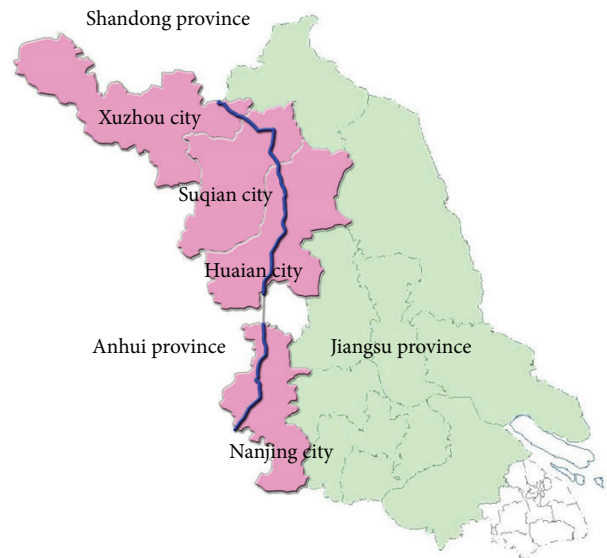 Shandong province
Xuzhou city
Suqian city
Huaian city
Anhui province
Jiangsu province
Nanjing city